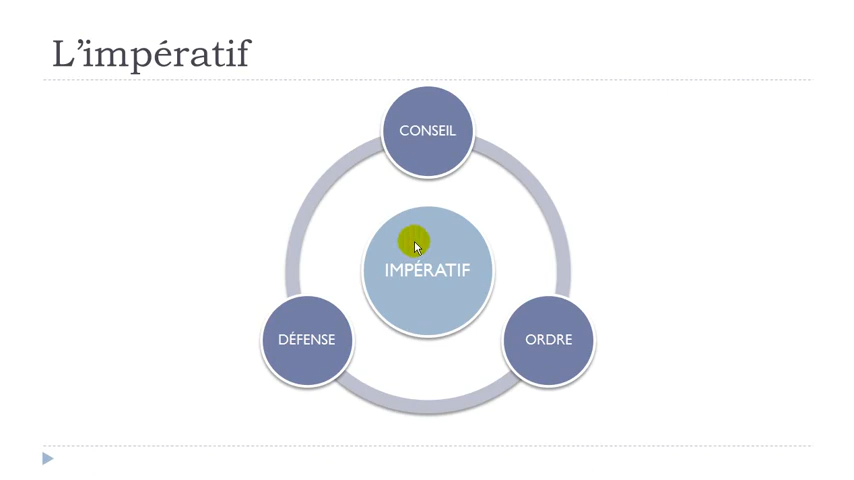 L’impératif
CONSEIL
IMPÉRATIF
DÉFENSE
ORDRE